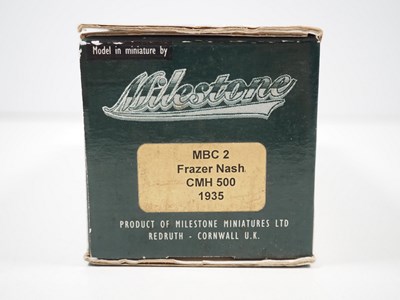 Model in miniature by
Milestone
MBC 2
Frazer Nash
CMH 500
1935
PRODUCT OF MILESTONE MINIATURES LTD
REDRUTH - CORNWALL U.K.